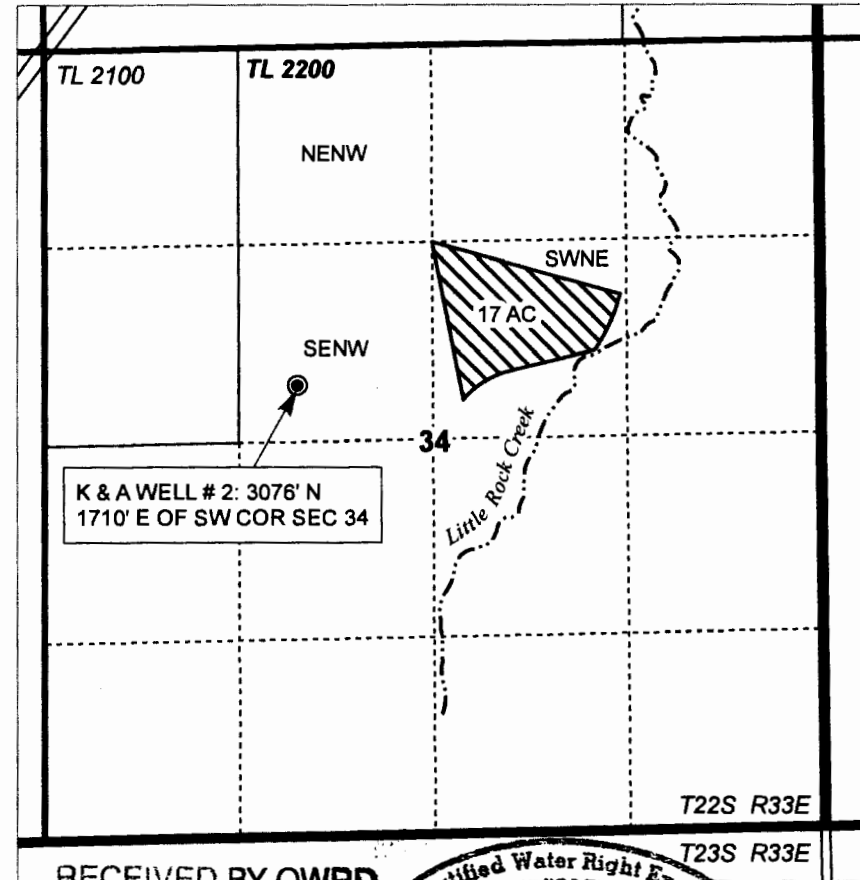 TL 2100
TL 2200
NENW
SWNE
17 AC
SENW
34
Little Rock Creek
K & A WELL # 2: 3076' N
1710' E OF SW COR SEC 34
T22S R33E
T23S R33E
RECEIVED BY OWRD
Water Right